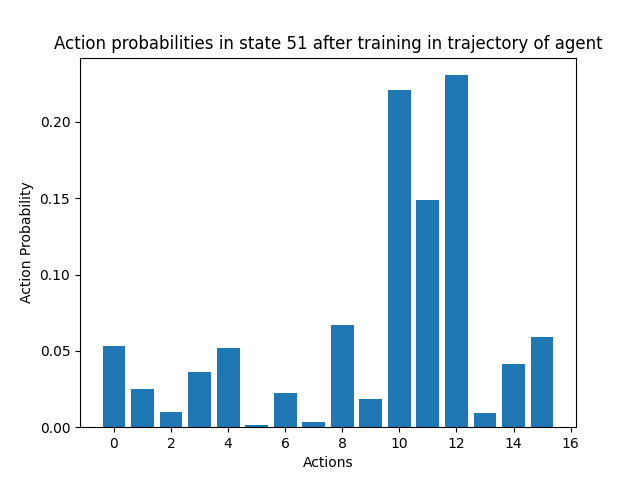 Action probabilities in state 51 after training in trajectory of agent
0.20
0.15
0.10
0.05
0.00
Action Probability
0 2 4 6 8 10 12 14 16
Actions